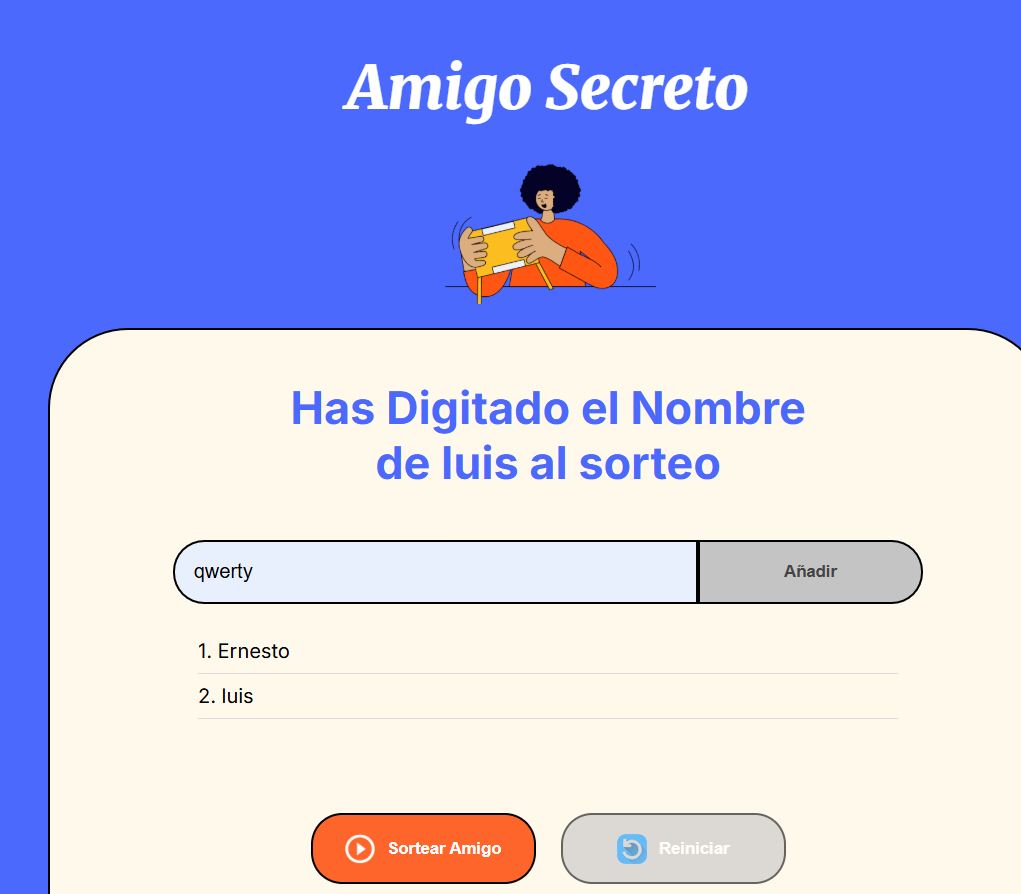 Amigo Secreto
Has Digitado el Nombre
de luis al sorteo
qwerty
Añadir
1. Ernesto
2. luis
Sortear Amigo
Reiniciar